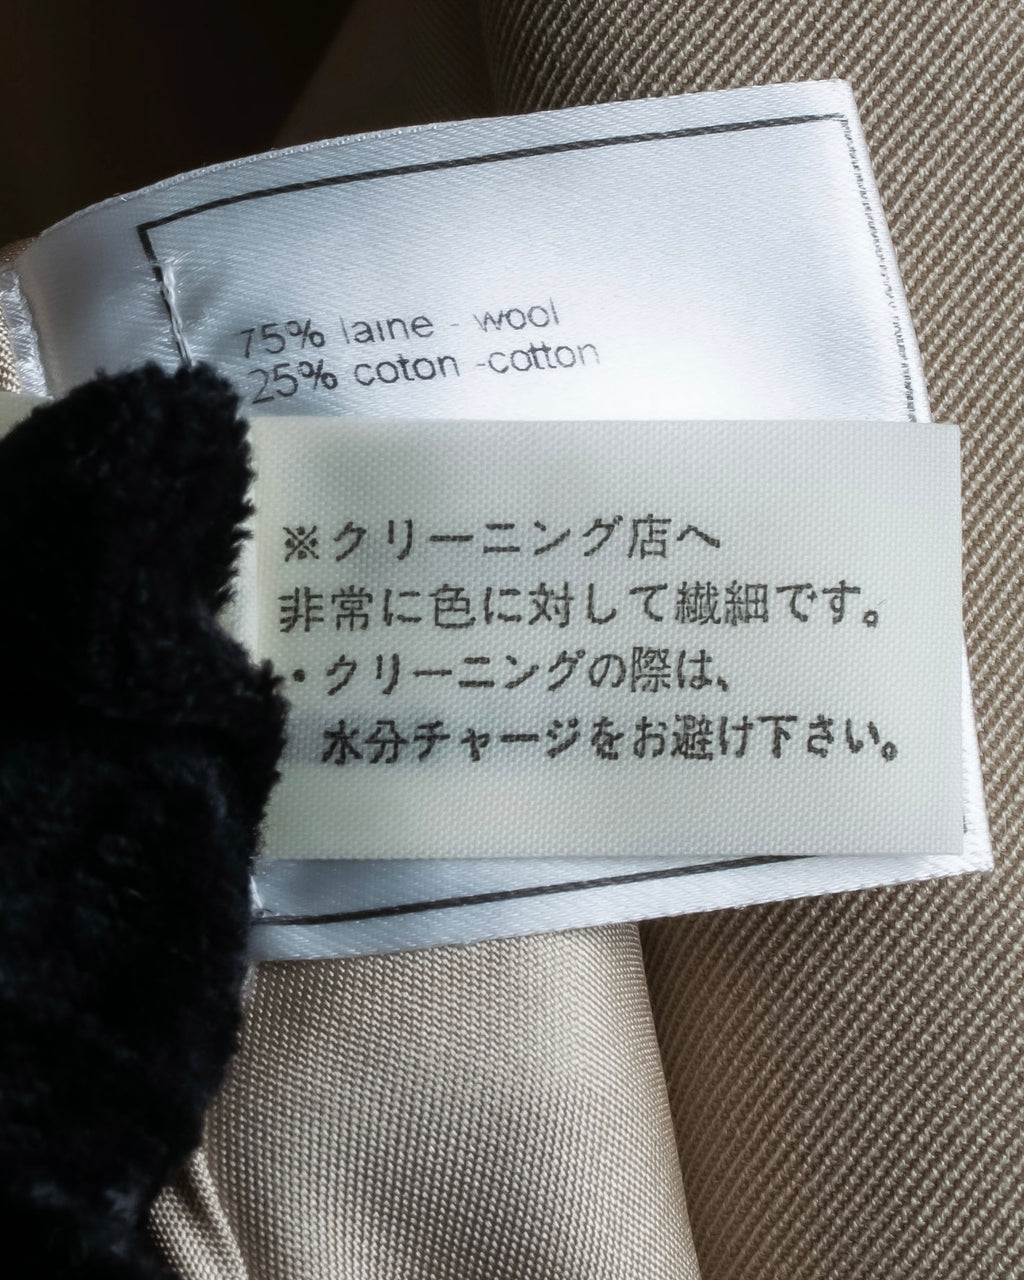 75% laine - wool
25% coton -cotton
※クリーニング店へ
非常に色に対して繊細です。
・クリーニングの際は、
水分チャージをお避け下さい。